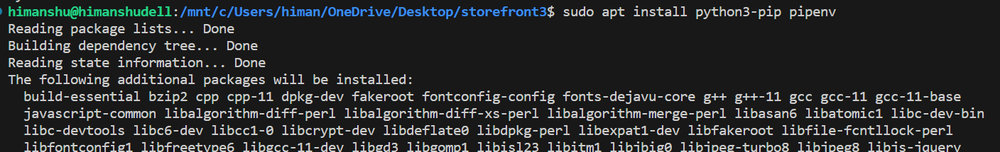 himanshu@himanshudell:/mnt/c/Users/himan/OneDrive/Desktop/storefront3$ sudo apt install python3-pip pipenv
Reading package lists... Done
Building dependency tree... Done
Reading state information... Done
The following additional packages will be installed:
  build-essential bzip2 cpp cpp-11 dpkg-dev fakeroot fontconfig-config fonts-dejavu-core g++ g++-11 gcc gcc-11 gcc-11-base
  javascript-common libalgorithm-diff-perl libalgorithm-diff-xs-perl libalgorithm-merge-perl libasan6 libatomic1 libc-dev-bin
  libc-devtools libc6-dev libcc1-0 libcrypt-dev libdeflate0 libdpkg-perl libexpat1-dev libfakeroot libfile-fcntllock-perl
  libfontconfig1 libfreetype6 libgcc-11-dev libgd3 libgomp1 libisl23 libitm1 libjbig0 libjpeg-turbo8 libjpeg8 libjs-jquery